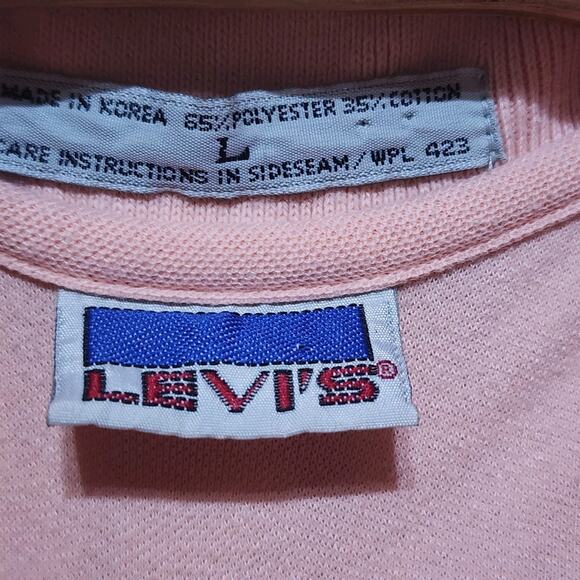 MADE IN KOREA 65% POLYESTER 35% COTTON
L
CARE INSTRUCTIONS IN SIDESEAM/WPL 423
LEVI'S®